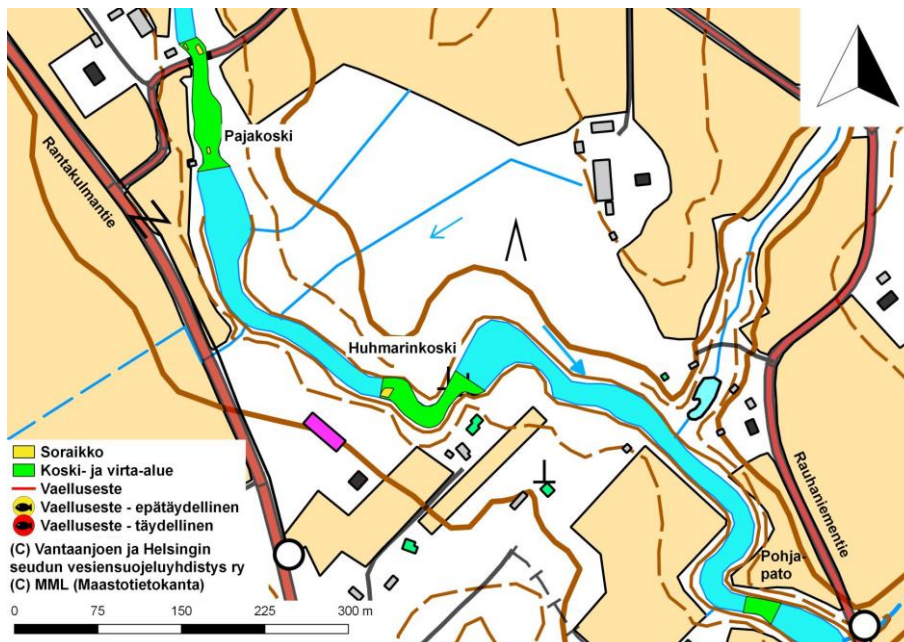 Pajakoski
Rantakulmantie
Huhmarinkoski
Rauhaniementie
Pohja-
pato
Soraikko
Koski- ja virta-alue
Vaelluseste
Vaelluseste - epätäydellinen
Vaelluseste - täydellinen
(C) Vantaanjoen ja Helsingin
seudun vesiensuojeluyhdistys ry
(C) MML (Maastotietokanta)
0 75 150 225 300 m